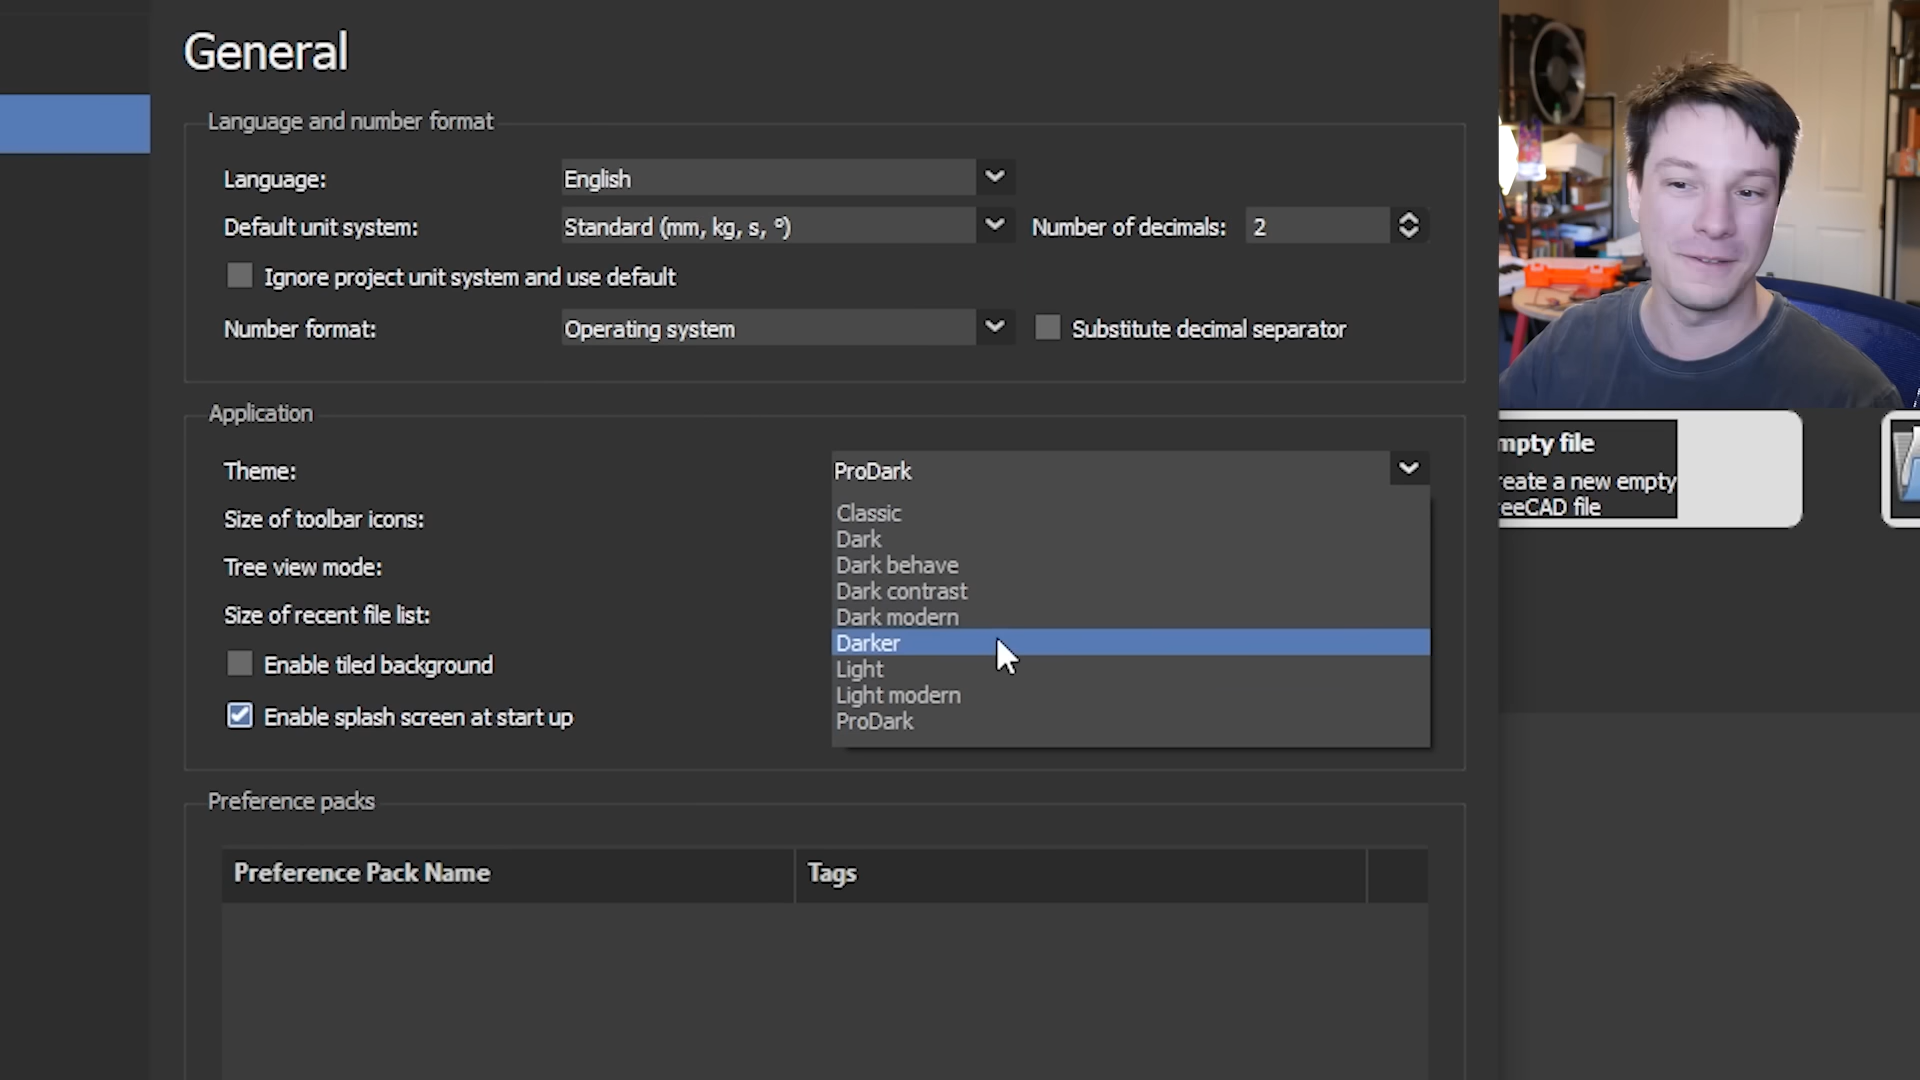 General
Language and number format
Language: English
Default unit system: Standard (mm, kg, s, °) Number of decimals: 2
Ignore project unit system and use default
Number format: Operating system Substitute decimal separator
Application
Theme: ProDark
Classic
Size of toolbar icons:
Dark
Dark behave
Tree view mode:
Dark contrast
Dark modern
Size of recent file list:
Darker
Enable tiled background
Light
Light modern
Enable splash screen at start up
ProDark
mpty file
reate a new empty
reeCAD file
Preference packs
Preference Pack Name Tags